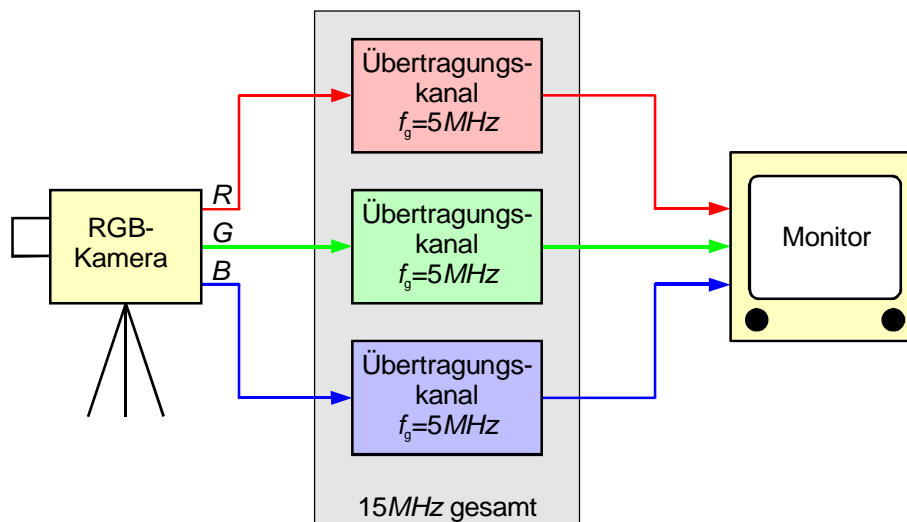 Übertragungs-
kanal
fg=5MHz
R
RGB-
Kamera
G
B
Übertragungs-
kanal
fg=5MHz
Monitor
Übertragungs-
kanal
fg=5MHz
15MHz gesamt